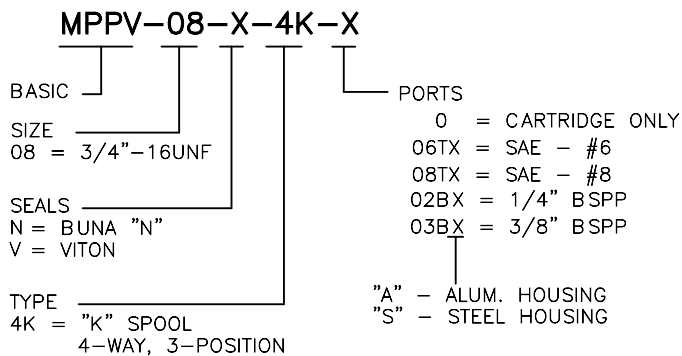 MPPV-08-X-4K-X
BASIC
SIZE
08 = 3/4"-16UNF
SEALS
N = BUNA "N"
V = VITON
TYPE
4K = "K" SPOOL
4-WAY, 3-POSITION
PORTS
0 = CARTRIDGE ONLY
06TX = SAE - #6
08TX = SAE - #8
02BX = 1/4" BSPP
03BX = 3/8" BSPP
"A" - ALUM. HOUSING
"S" - STEEL HOUSING